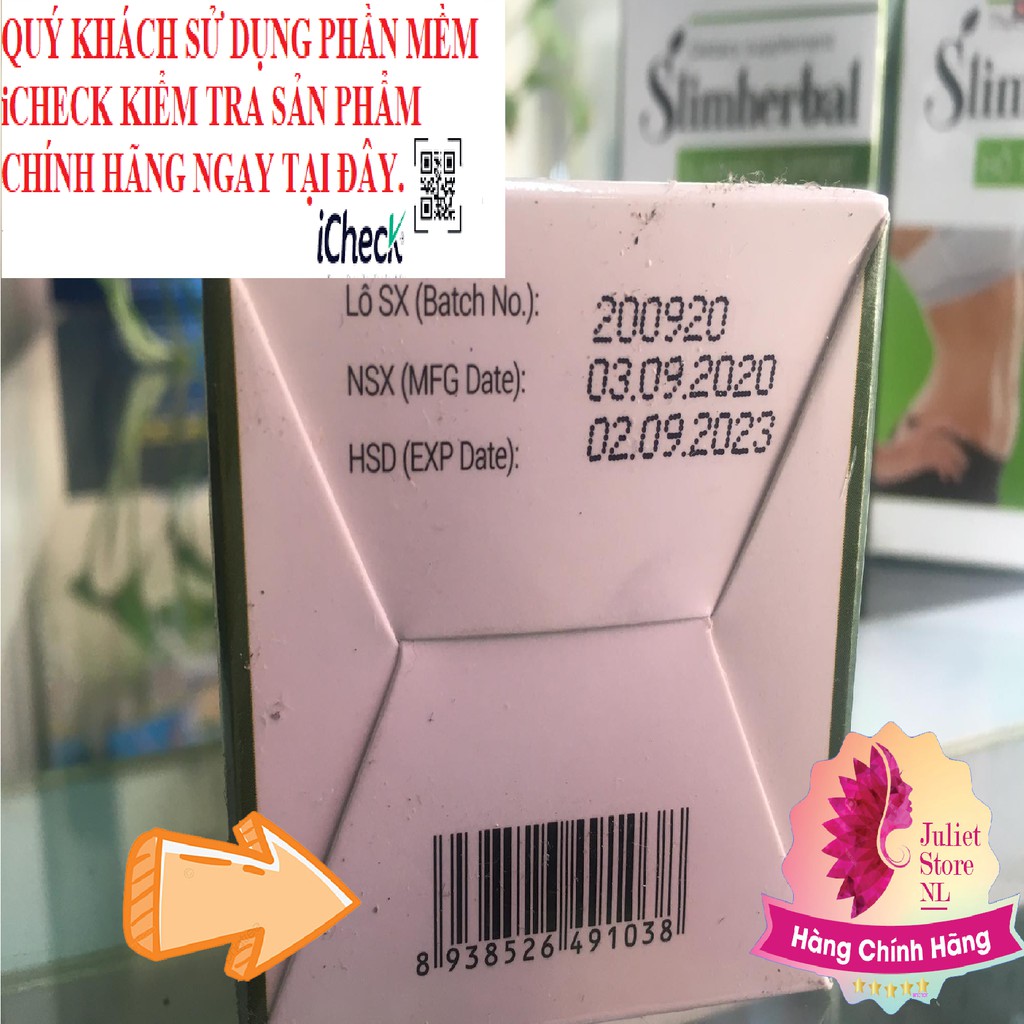 QUÝ KHÁCH SỬ DỤNG PHẦN MỀM
iCHECK KIỂM TRA SẢN PHẨM
CHÍNH HÃNG NGAY TẠI ĐÂY.
iCheck
Dietary supplement
Slimherbal
Slim
Lô SX (Batch No.): 200920
NSX (MFG Date): 03.09.2020
HSD (EXP Date): 02.09.2023
8 938526 491038
Juliet
Store
NL
Hàng Chính Hãng